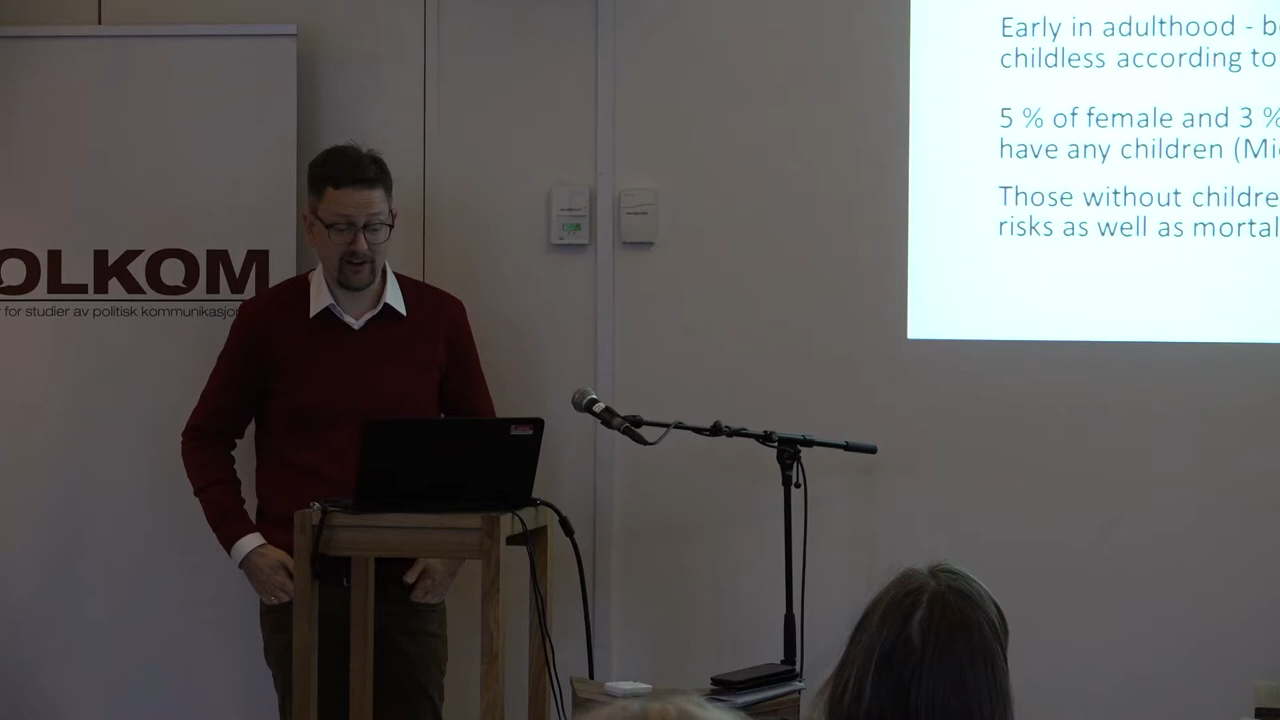 OLKOM
for studier av politisk kommunikasjon
Early in adulthood - b
childless according to
5 % of female and 3 %
have any children (Mi
Those without childre
risks as well as mortal